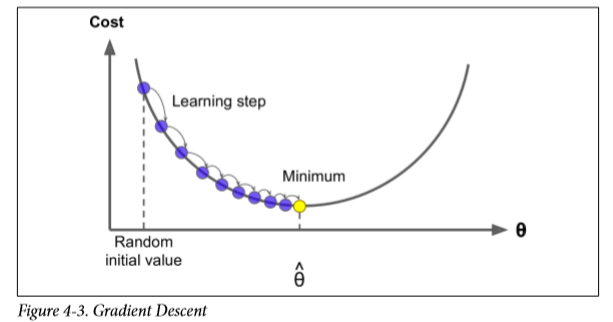 Cost
Learning step
Minimum
θ
Random
initial value
θ̂
Figure 4-3. Gradient Descent